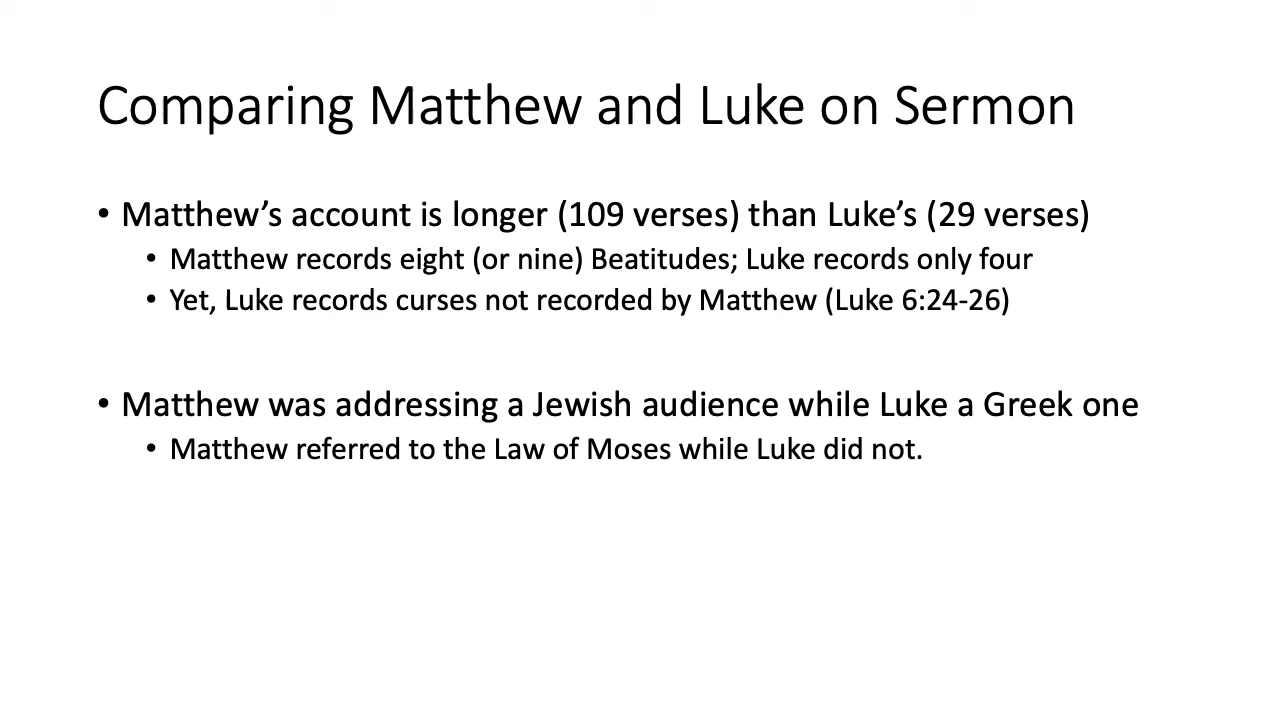 Comparing Matthew and Luke on Sermon
• Matthew’s account is longer (109 verses) than Luke’s (29 verses)
• Matthew records eight (or nine) Beatitudes; Luke records only four
• Yet, Luke records curses not recorded by Matthew (Luke 6:24-26)
• Matthew was addressing a Jewish audience while Luke a Greek one
• Matthew referred to the Law of Moses while Luke did not.